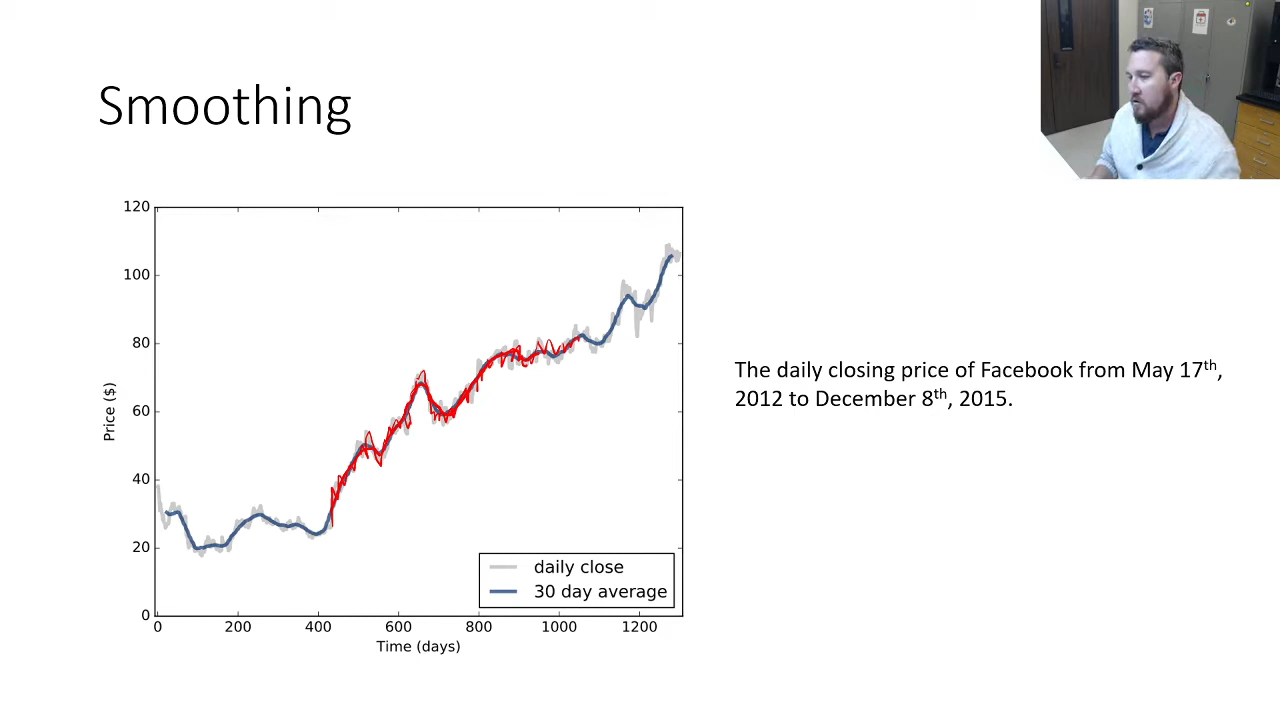 Smoothing
120
100
80
60
40
20
0
Price ($)
0 200 400 600 800 1000 1200
Time (days)
daily close
30 day average
The daily closing price of Facebook from May 17th,
2012 to December 8th, 2015.